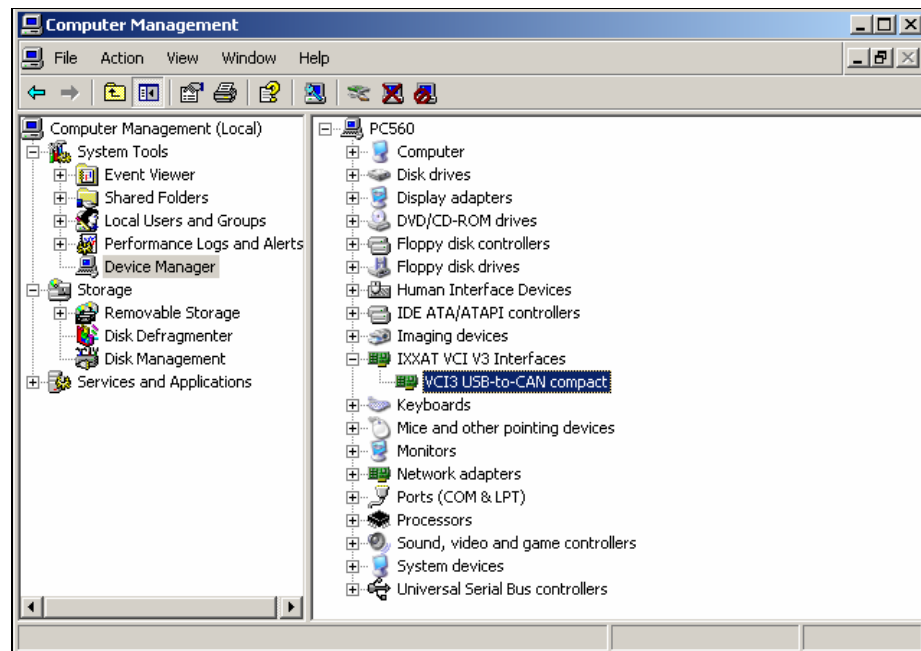 Computer Management
File Action View Window Help
Computer Management (Local)
System Tools
Event Viewer
Shared Folders
Local Users and Groups
Performance Logs and Alerts
Device Manager
Storage
Removable Storage
Disk Defragmenter
Disk Management
Services and Applications
PC560
Computer
Disk drives
Display adapters
DVD/CD-ROM drives
Floppy disk controllers
Floppy disk drives
Human Interface Devices
IDE ATA/ATAPI controllers
Imaging devices
IXXAT VCI V3 Interfaces
VCI3 USB-to-CAN compact
Keyboards
Mice and other pointing devices
Monitors
Network adapters
Ports (COM & LPT)
Processors
Sound, video and game controllers
System devices
Universal Serial Bus controllers